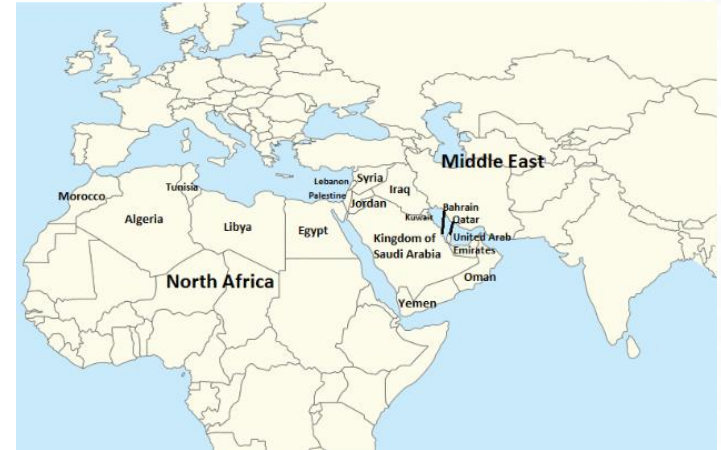 Middle East
Lebanon
Syria
Palestine
Iraq
Jordan
Tunisia
Morocco
Algeria
Libya
Egypt
Kuwait
Bahrain
Qatar
Kingdom of
Saudi Arabia
United Arab
Emirates
North Africa
Oman
Yemen